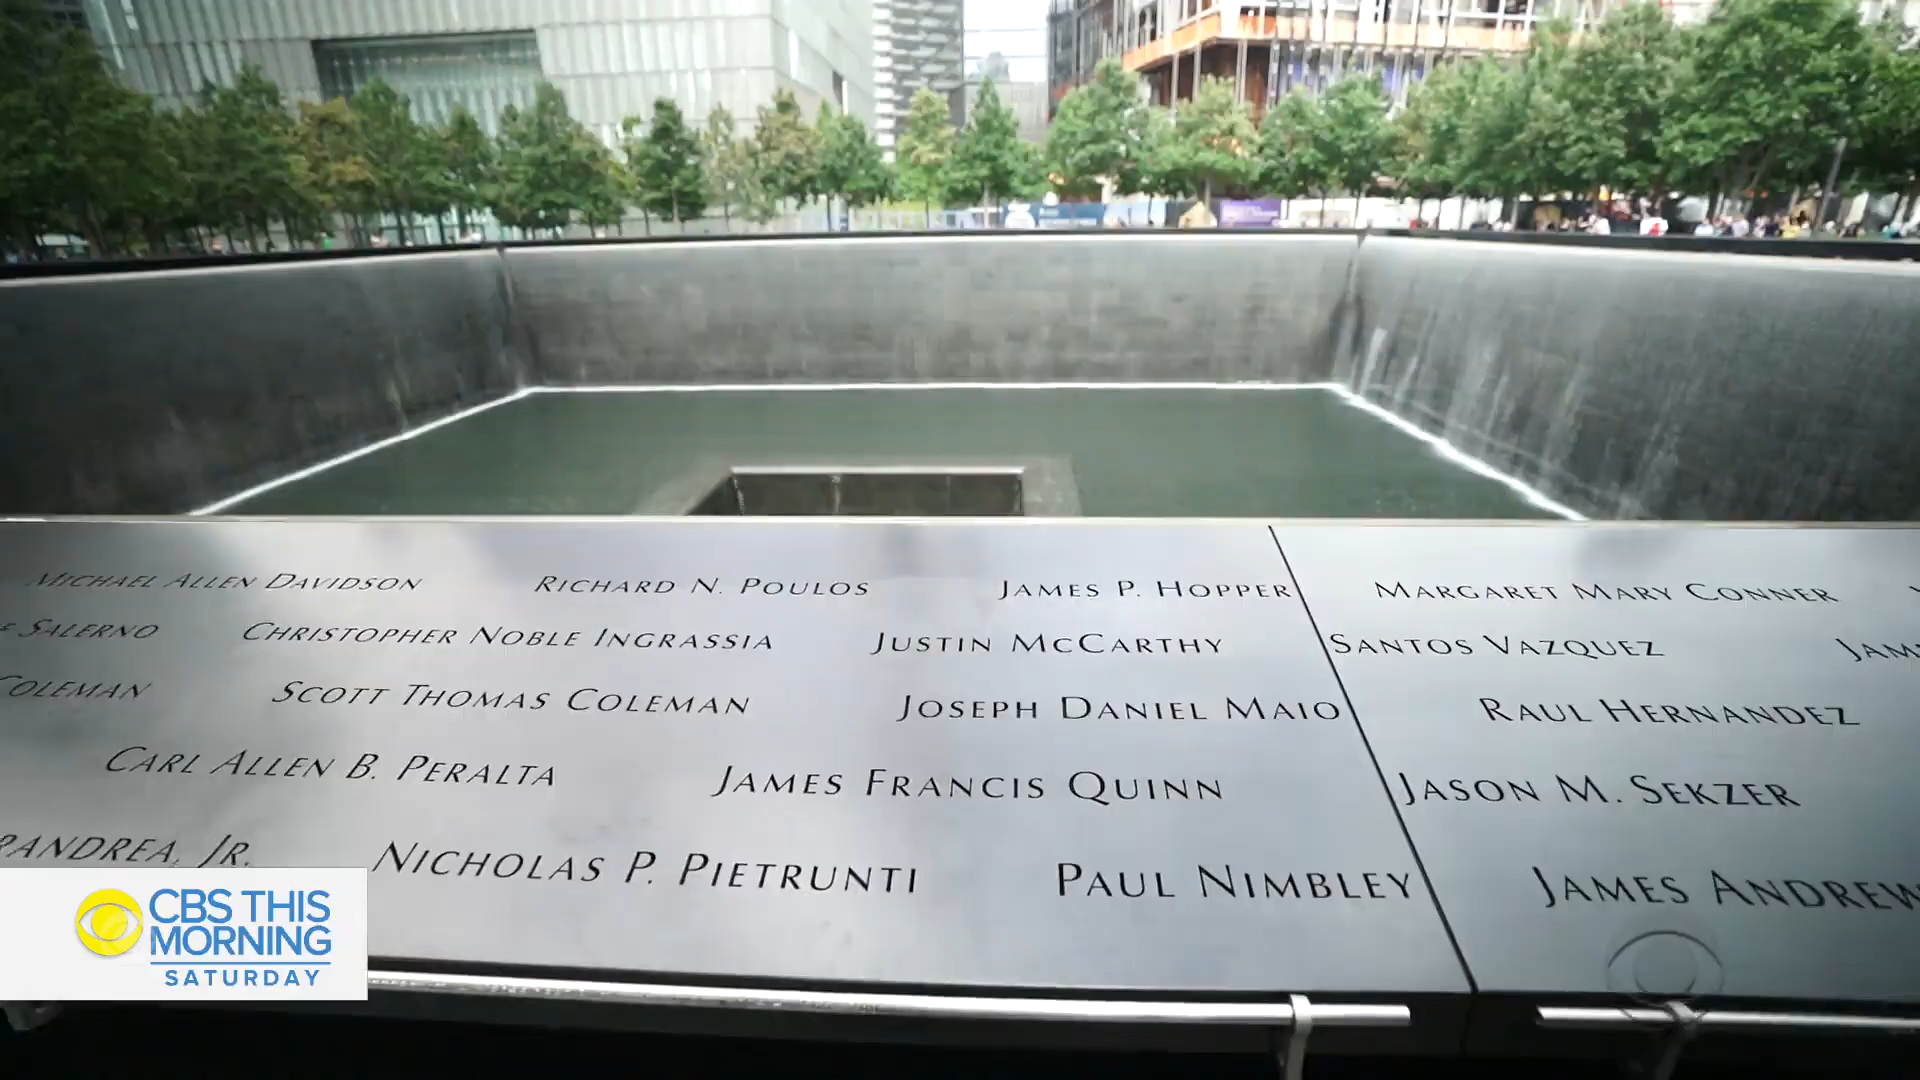 MICHAEL ALLEN DAVIDSON RICHARD N. POULOS JAMES P. HOPPER MARGARET MARY CONNER
SALERNO CHRISTOPHER NOBLE INGRASSIA JUSTIN MCCARTHY SANTOS VAZQUEZ
COLEMAN SCOTT THOMAS COLEMAN JOSEPH DANIEL MAIO RAUL HERNANDEZ
CARL ALLEN B. PERALTA JAMES FRANCIS QUINN JASON M. SEKZER
JR. NICHOLAS P. PIETRUNTI PAUL NIMBLEY JAMES ANDREW
CBS THIS
MORNING
SATURDAY